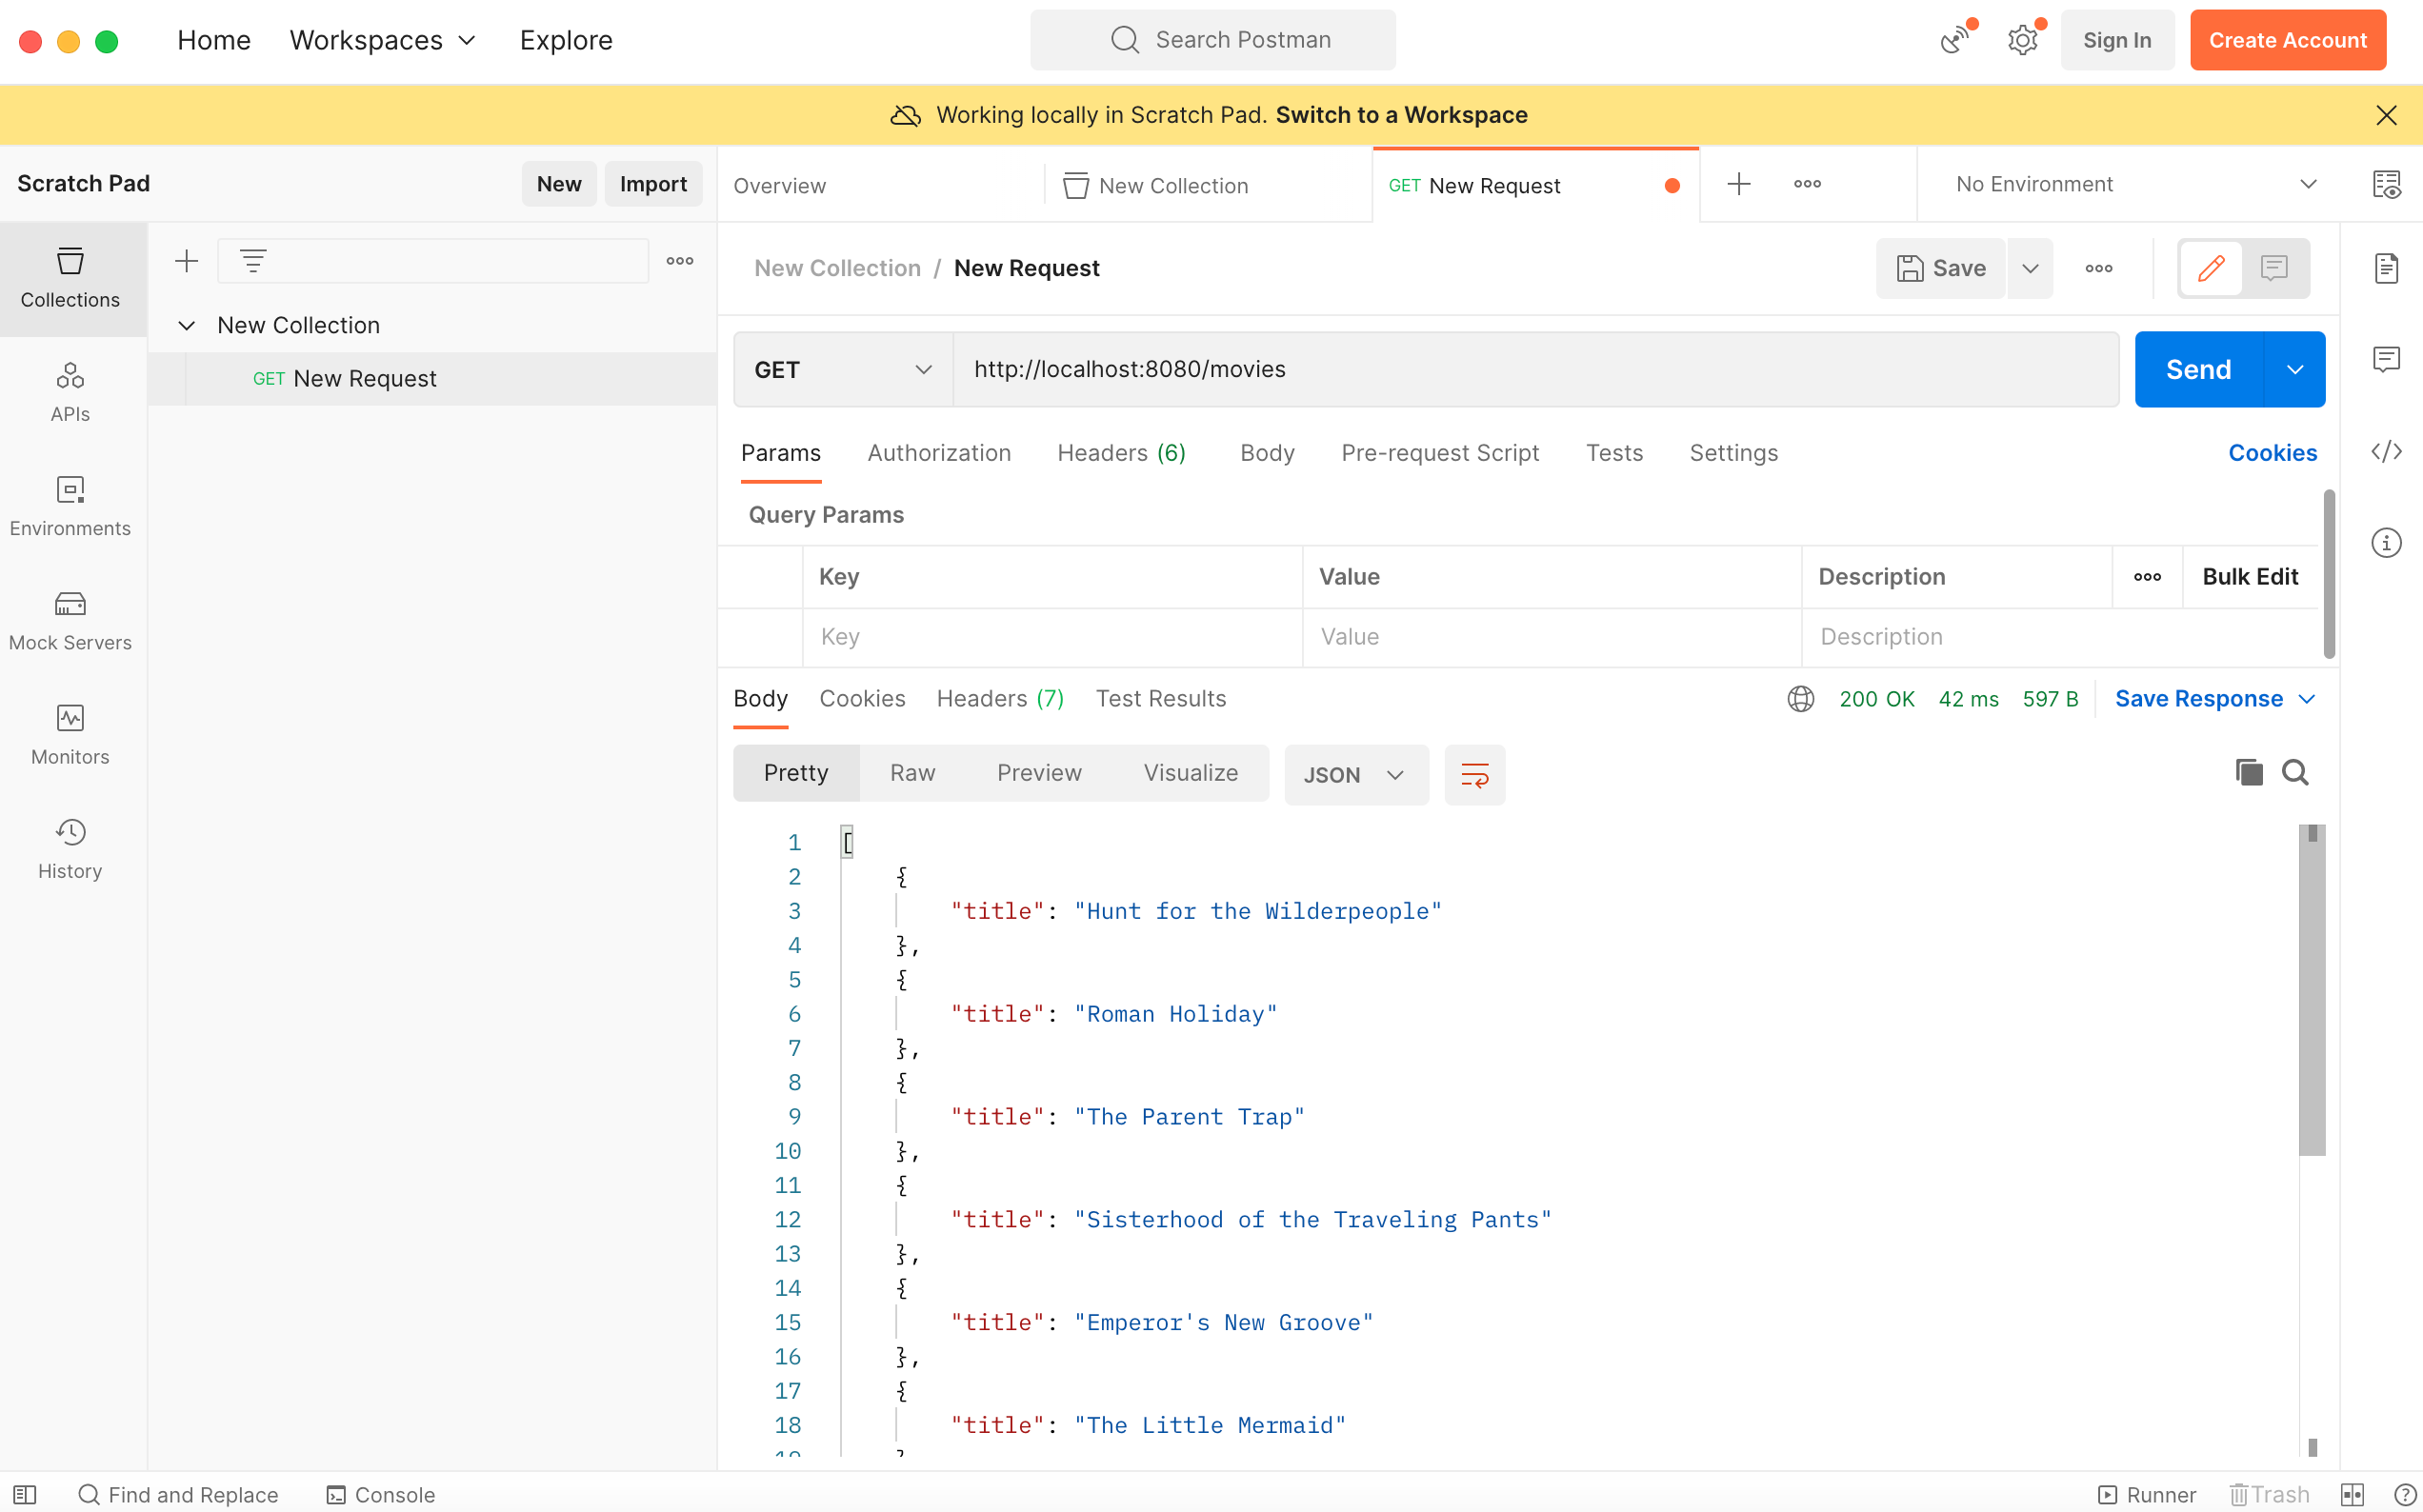 Home Workspaces Explore Search Postman Sign In Create Account
Working locally in Scratch Pad. Switch to a Workspace
Scratch Pad New Import Overview New Collection GET New Request No Environment
Collections
APIs
Environments
Mock Servers
Monitors
History
New Collection
GET New Request
New Collection / New Request Save
GET http://localhost:8080/movies Send
Params Authorization Headers (6) Body Pre-request Script Tests Settings Cookies
Query Params
Key Value Description Bulk Edit
Key Value Description
Body Cookies Headers (7) Test Results 200 OK 42 ms 597 B Save Response
Pretty Raw Preview Visualize JSON
1 [
2 {
3 "title": "Hunt for the Wilderpeople"
4 },
5 {
6 "title": "Roman Holiday"
7 },
8 {
9 "title": "The Parent Trap"
10 },
11 {
12 "title": "Sisterhood of the Traveling Pants"
13 },
14 {
15 "title": "Emperor's New Groove"
16 },
17 {
18 "title": "The Little Mermaid"
Find and Replace Console Runner Trash